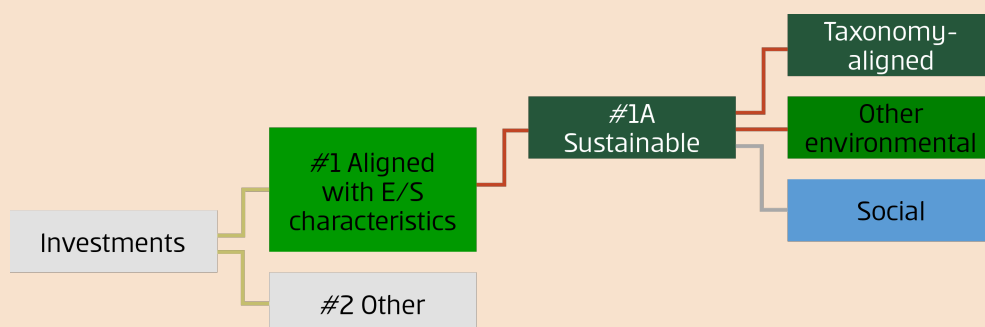 Taxonomy-
aligned
#1A
Sustainable
Other
environmental
#1 Aligned
with E/S
characteristics
Social
Investments
#2 Other